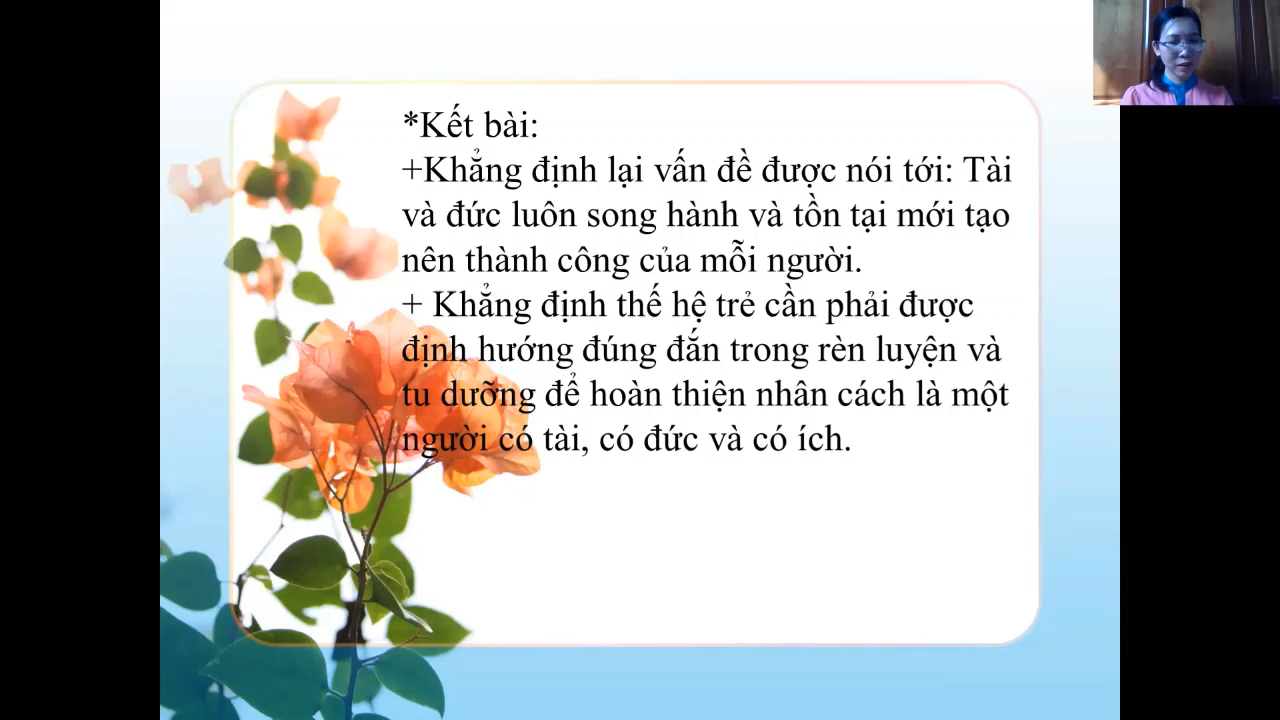 *Kết bài:
+Khẳng định lại vấn đề được nói tới: Tài
và đức luôn song hành và tồn tại mới tạo
nên thành công của mỗi người.
+ Khẳng định thế hệ trẻ cần phải được
định hướng đúng đắn trong rèn luyện và
tu dưỡng để hoàn thiện nhân cách là một
người có tài, có đức và có ích.